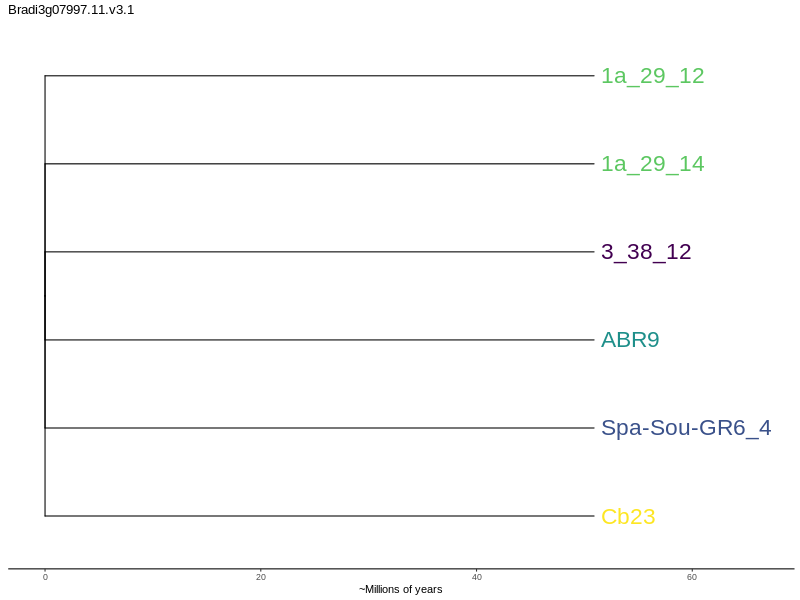 Bradi3g07997.11.v3.1
1a_29_12
1a_29_14
3_38_12
ABR9
Spa-Sou-GR6_4
Cb23
0 20 40 60
~Millions of years